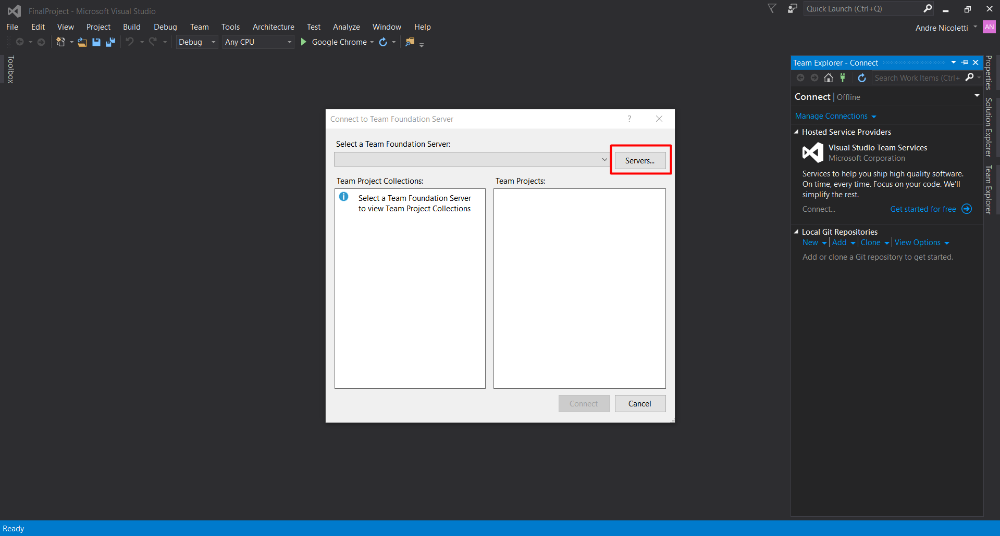 FinalProject - Microsoft Visual Studio
Quick Launch (Ctrl+Q)
File Edit View Project Build Debug Team Tools Architecture Test Analyze Window Help
Andre Nicoletti AN
Debug Any CPU Google Chrome
Toolbox
Team Explorer - Connect
Search Work Items (Ctrl+
Connect | Offline
Manage Connections
Hosted Service Providers
Visual Studio Team Services
Microsoft Corporation
Services to help you ship high quality software.
On time, every time. Focus on your code. We'll
simplify the rest.
Connect... Get started for free
Local Git Repositories
New Add Clone View Options
Add or clone a Git repository to get started.
Properties
Solution Explorer
Team Explorer
Connect to Team Foundation Server ?
Select a Team Foundation Server:
Servers...
Team Project Collections: Team Projects:
Select a Team Foundation Server
to view Team Project Collections
Connect Cancel
Ready